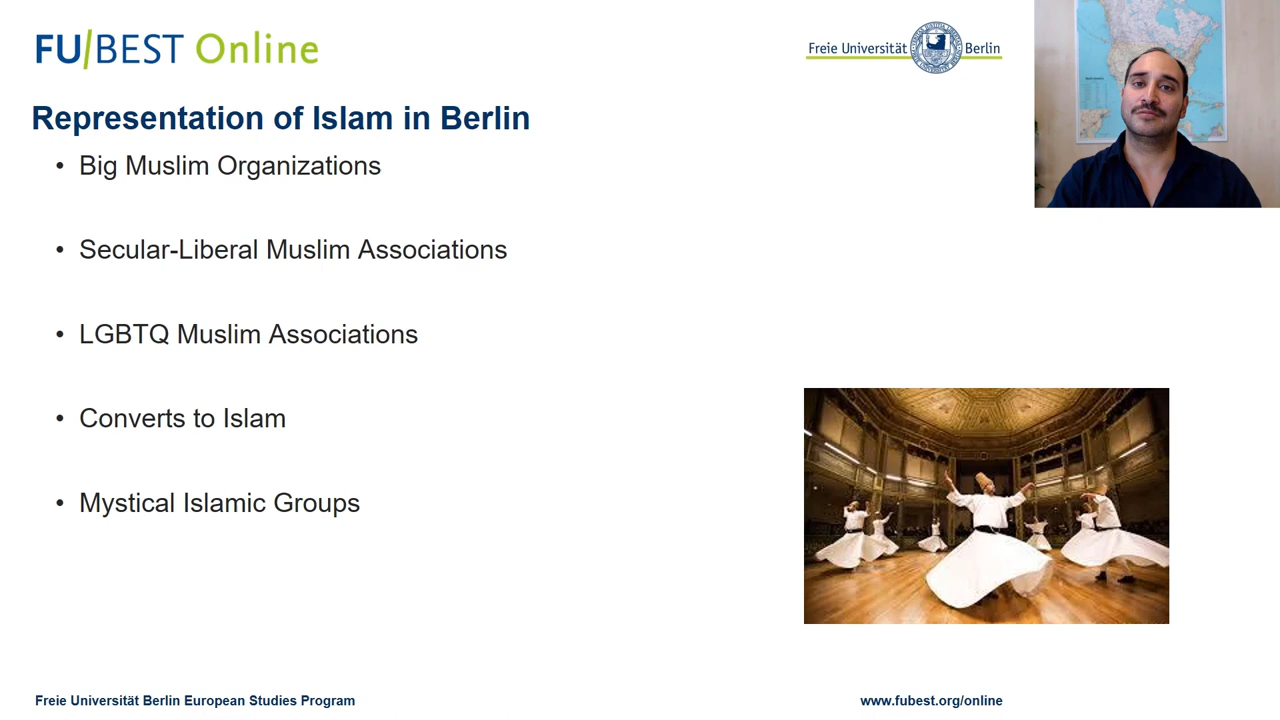 FU/BEST Online
Freie Universität Berlin
Representation of Islam in Berlin
• Big Muslim Organizations
• Secular-Liberal Muslim Associations
• LGBTQ Muslim Associations
• Converts to Islam
• Mystical Islamic Groups
Freie Universität Berlin European Studies Program
www.fubest.org/online